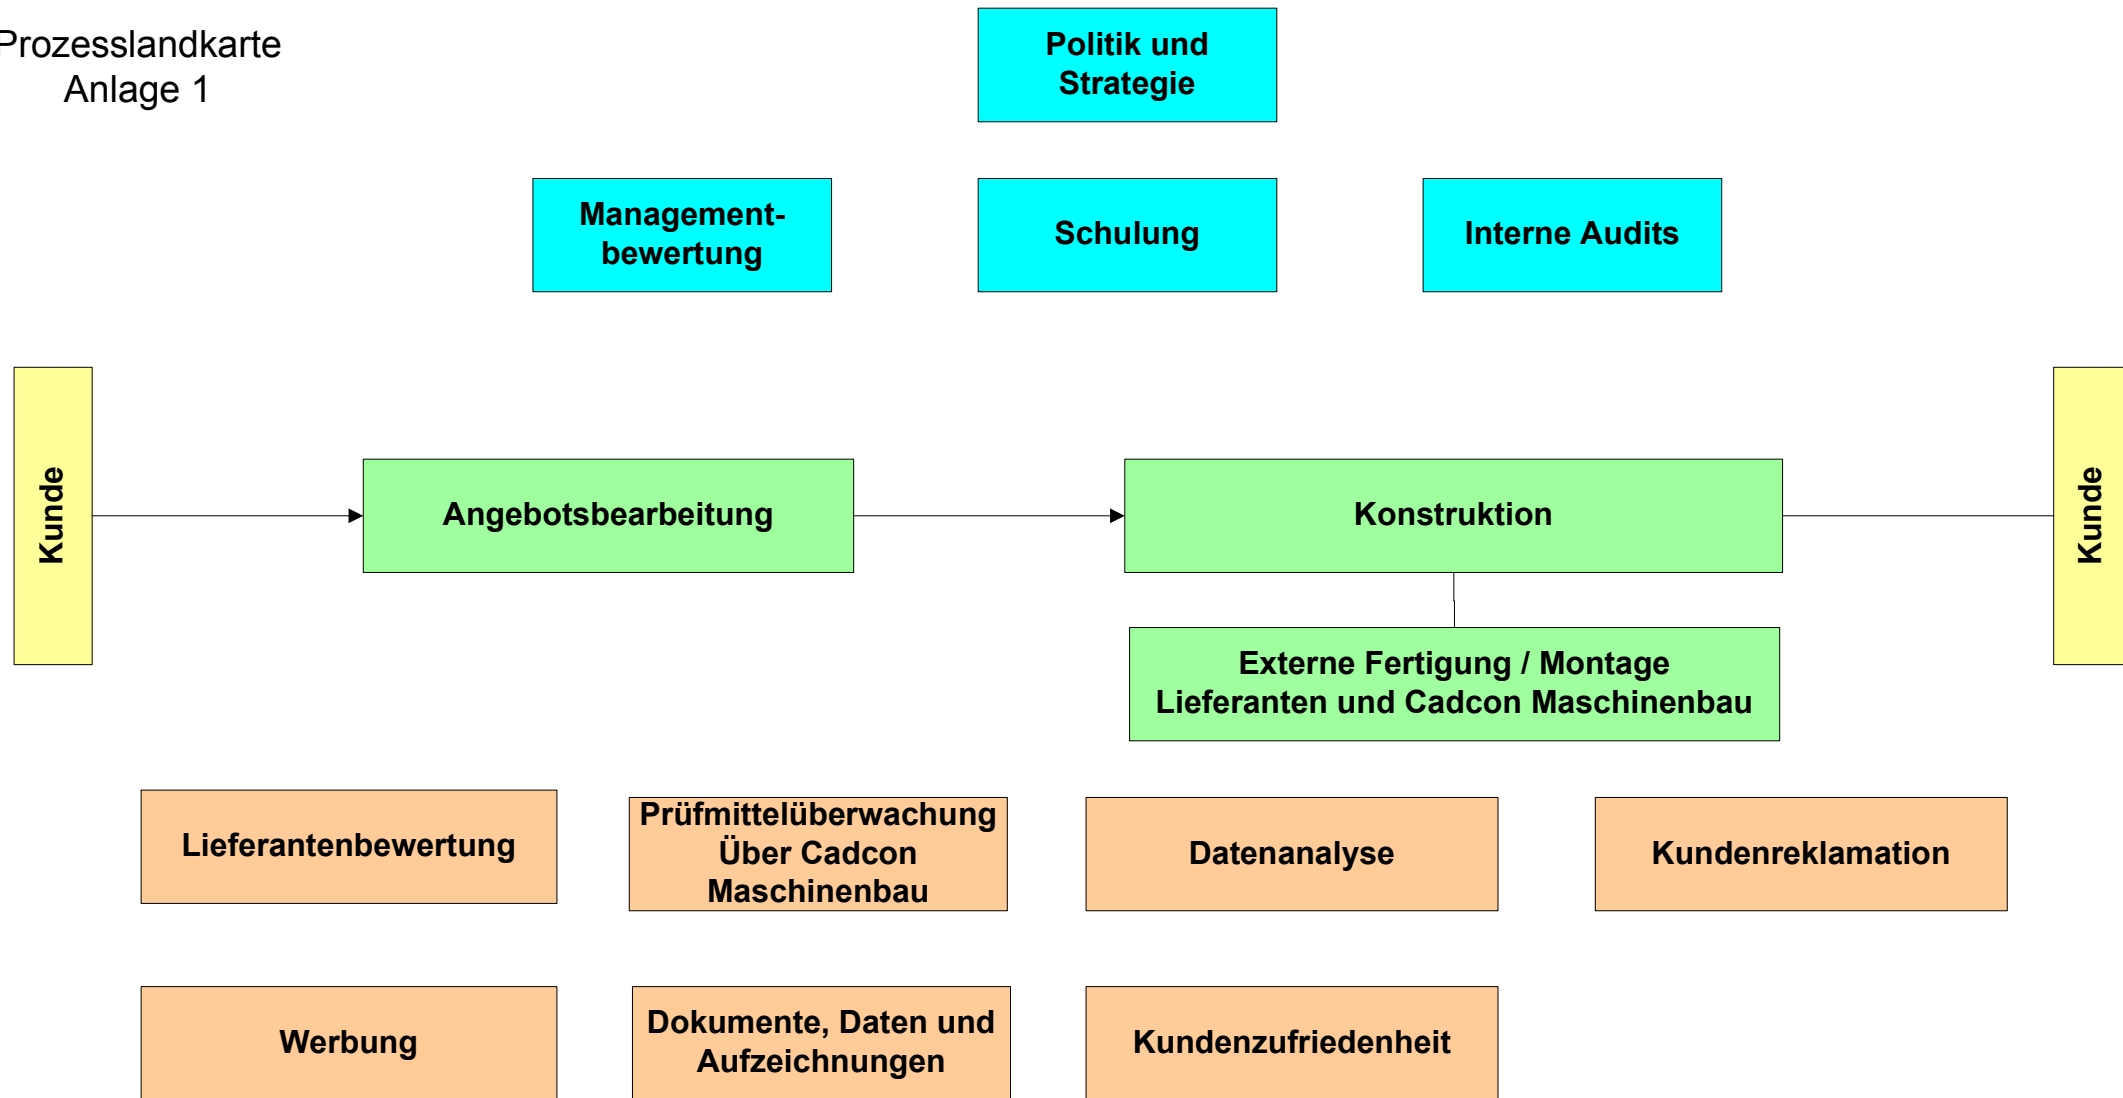 Prozesslandkarte
Anlage 1
Politik und
Strategie
Management-
bewertung
Schulung
Interne Audits
Kunde
Angebotsbearbeitung
Konstruktion
Kunde
Externe Fertigung / Montage
Lieferanten und Cadcon Maschinenbau
Lieferantenbewertung
Prüfmittelüberwachung
Über Cadcon
Maschinenbau
Datenanalyse
Kundenreklamation
Werbung
Dokumente, Daten und
Aufzeichnungen
Kundenzufriedenheit